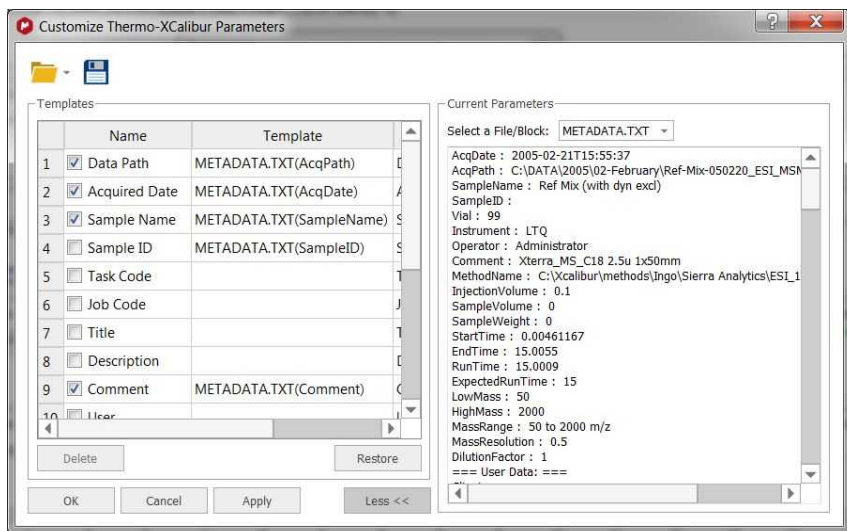 Customize Thermo-XCalibur Parameters
Templates
Name Template
1 Data Path METADATA.TXT(AcqPath)
2 Acquired Date METADATA.TXT(AcqDate)
3 Sample Name METADATA.TXT(SampleName)
4 Sample ID METADATA.TXT(SampleID)
5 Task Code
6 Job Code
7 Title
8 Description
9 Comment METADATA.TXT(Comment)
10 User
Delete Restore
OK Cancel Apply Less <<
Current Parameters
Select a File/Block: METADATA.TXT
AcqDate : 2005-02-21T15:55:37
AcqPath : C:\DATA\2005\02-February\Ref-Mix-050220_ESI_MSM
SampleName : Ref Mix (with dyn excl)
SampleID :
Vial : 99
Instrument : LTQ
Operator : Administrator
Comment : Xterra_MS_C18 2.5u 1x50mm
MethodName : C:\Xcalibur\methods\Ingo\Sierra Analytics\ESI_1
InjectionVolume : 0.1
SampleVolume : 0
SampleWeight : 0
StartTime : 0.00461167
EndTime : 15.0055
RunTime : 15.0009
ExpectedRunTime : 15
LowMass : 50
HighMass : 2000
MassRange : 50 to 2000 m/z
MassResolution : 0.5
DilutionFactor : 1
=== User Data: ===